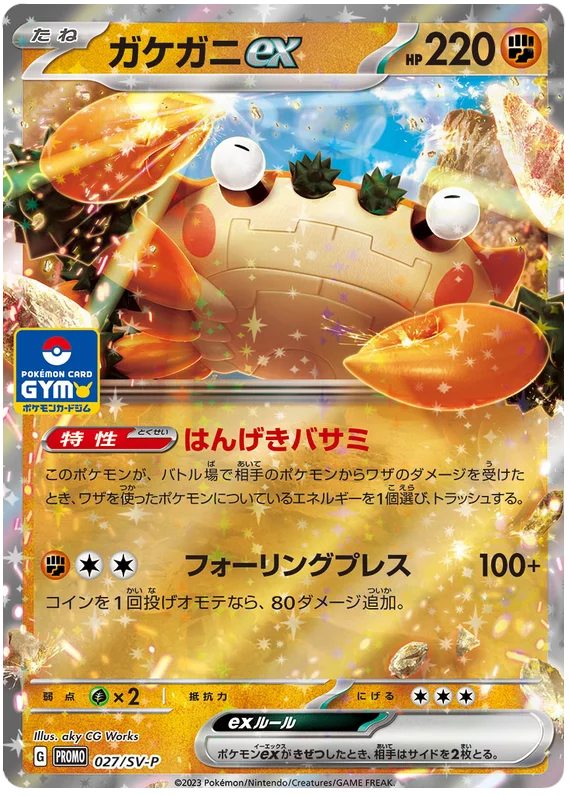 たね
ガケガニex
HP 220
POKÉMON CARD
GYM
ポケモンカードジム
特性 とくせい はんげきバサミ
このポケモンが、バトル場で相手のポケモンからワザのダメージを受けた
とき、ワザを使ったポケモンについているエネルギーを1個選び、トラッシュする。
フォーリングプレス 100+
コインを1回投げオモテなら、80ダメージ追加。
弱点 ×2 抵抗力 にげる
exルール
ポケモンexがきぜつしたとき、相手はサイドを2枚とる。
Illus. aky CG Works
G PROMO 027/SV-P
©2023 Pokémon/Nintendo/Creatures/GAME FREAK.